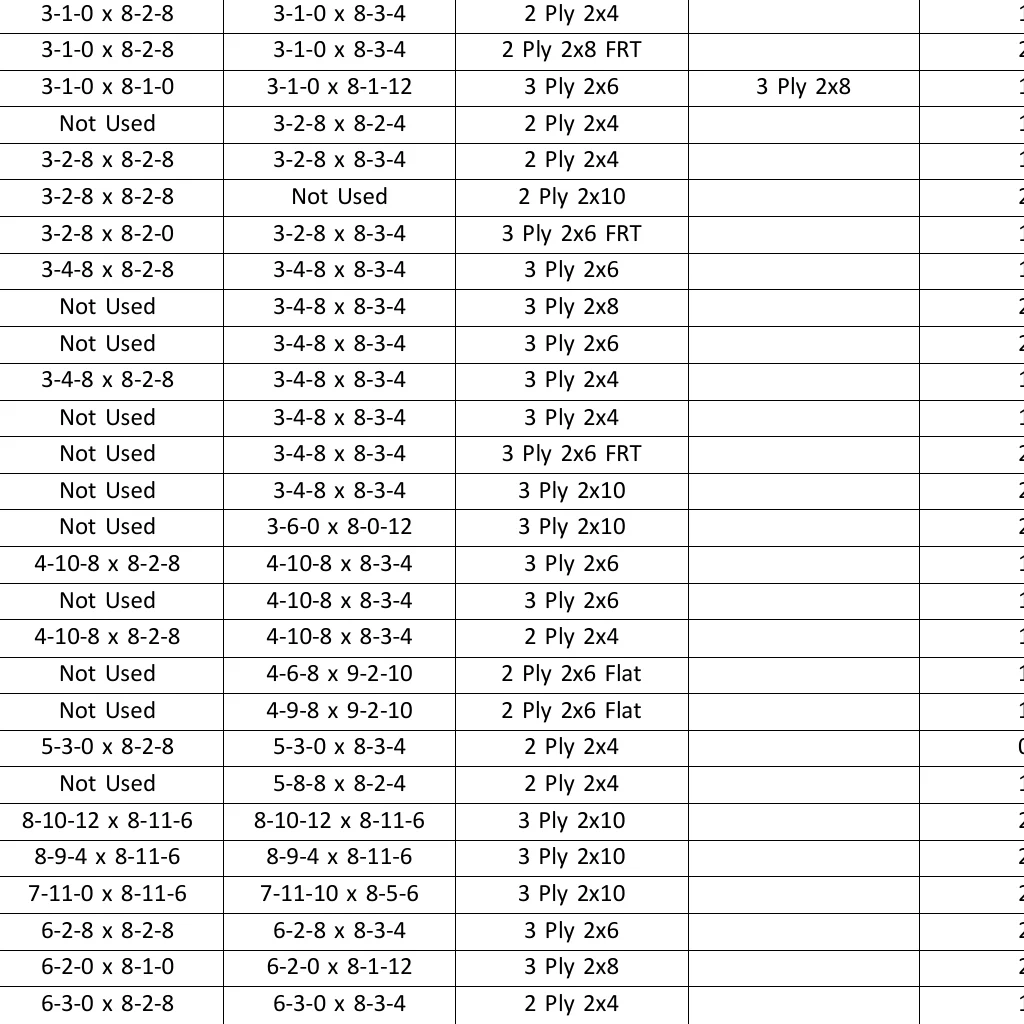 3-1-0 x 8-2-8 3-1-0 x 8-3-4 2 Ply 2x4
3-1-0 x 8-2-8 3-1-0 x 8-3-4 2 Ply 2x8 FRT
3-1-0 x 8-1-0 3-1-0 x 8-1-12 3 Ply 2x6 3 Ply 2x8
Not Used 3-2-8 x 8-2-4 2 Ply 2x4
3-2-8 x 8-2-8 3-2-8 x 8-3-4 2 Ply 2x4
3-2-8 x 8-2-8 Not Used 2 Ply 2x10
3-2-8 x 8-2-0 3-2-8 x 8-3-4 3 Ply 2x6 FRT
3-4-8 x 8-2-8 3-4-8 x 8-3-4 3 Ply 2x6
Not Used 3-4-8 x 8-3-4 3 Ply 2x8
Not Used 3-4-8 x 8-3-4 3 Ply 2x6
3-4-8 x 8-2-8 3-4-8 x 8-3-4 3 Ply 2x4
Not Used 3-4-8 x 8-3-4 3 Ply 2x4
Not Used 3-4-8 x 8-3-4 3 Ply 2x6 FRT
Not Used 3-4-8 x 8-3-4 3 Ply 2x10
Not Used 3-6-0 x 8-0-12 3 Ply 2x10
4-10-8 x 8-2-8 4-10-8 x 8-3-4 3 Ply 2x6
Not Used 4-10-8 x 8-3-4 3 Ply 2x6
4-10-8 x 8-2-8 4-10-8 x 8-3-4 2 Ply 2x4
Not Used 4-6-8 x 9-2-10 2 Ply 2x6 Flat
Not Used 4-9-8 x 9-2-10 2 Ply 2x6 Flat
5-3-0 x 8-2-8 5-3-0 x 8-3-4 2 Ply 2x4
Not Used 5-8-8 x 8-2-4 2 Ply 2x4
8-10-12 x 8-11-6 8-10-12 x 8-11-6 3 Ply 2x10
8-9-4 x 8-11-6 8-9-4 x 8-11-6 3 Ply 2x10
7-11-0 x 8-11-6 7-11-10 x 8-5-6 3 Ply 2x10
6-2-8 x 8-2-8 6-2-8 x 8-3-4 3 Ply 2x6
6-2-0 x 8-1-0 6-2-0 x 8-1-12 3 Ply 2x8
6-3-0 x 8-2-8 6-3-0 x 8-3-4 2 Ply 2x4